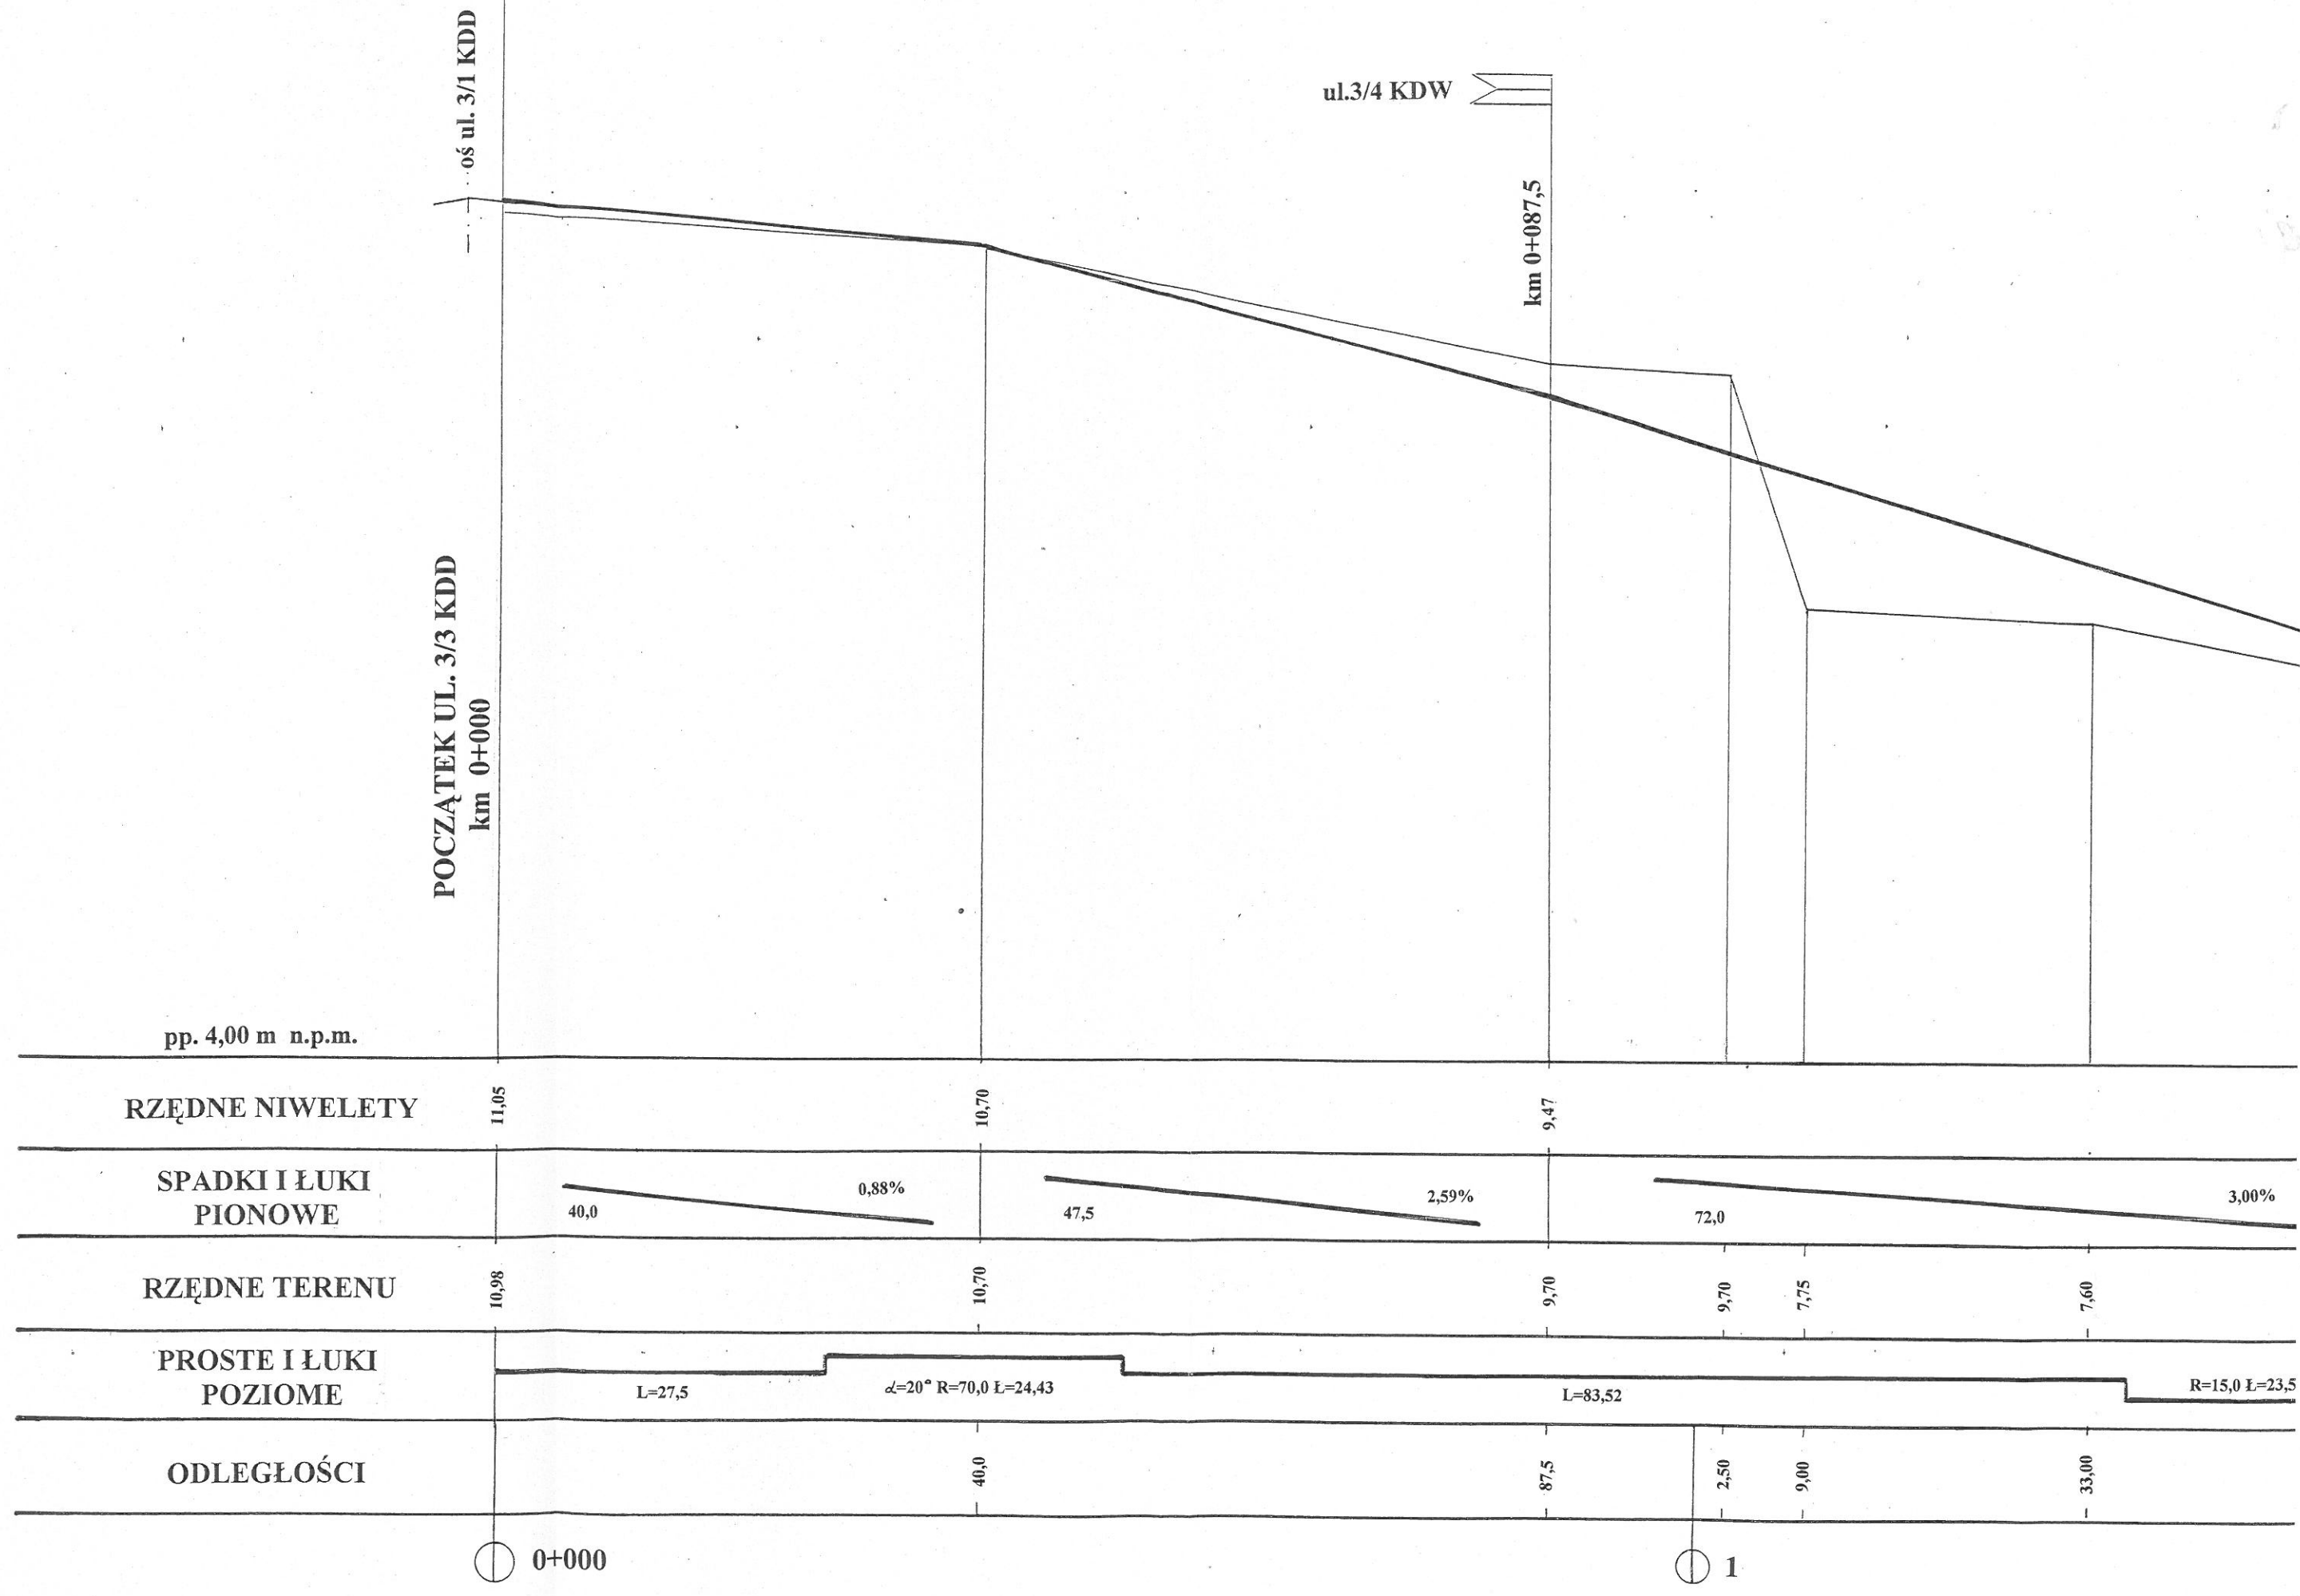 oś ul. 3/1 KDD
ul.3/4 KDW
km 0+087,5
POCZĄTEK UL. 3/3 KDD
km 0+000
pp. 4,00 m n.p.m.
RZĘDNE NIWELETY
11,05
10,70
9,47
SPADKI I ŁUKI
PIONOWE
40,0
0,88%
47,5
2,59%
72,0
3,00%
RZĘDNE TERENU
10,98
10,70
9,70
9,70
7,75
7,60
PROSTE I ŁUKI
POZIOME
L=27,5
α=20° R=70,0 Ł=24,43
L=83,52
R=15,0 Ł=23,5
ODLEGŁOŚCI
40,0
87,5
2,50
9,00
33,00
0+000
1